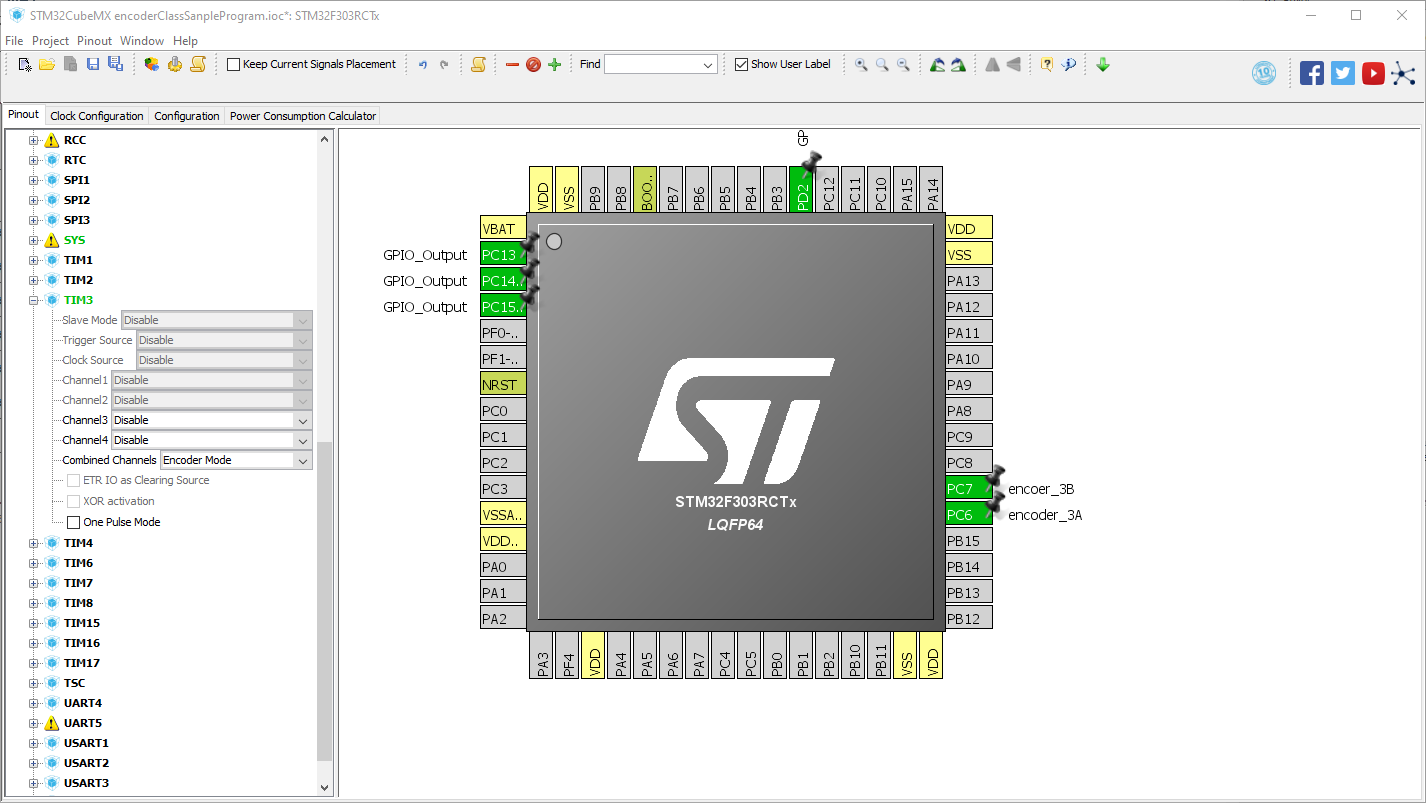 STM32CubeMX encoderClassSanpleProgram.ioc*: STM32F303RCTx
File Project Pinout Window Help
Keep Current Signals Placement Find Show User Label 10
Pinout Clock Configuration Configuration Power Consumption Calculator
RCC
RTC
SPI1
SPI2
SPI3
SYS
TIM1
TIM2
TIM3
Slave Mode Disable
Trigger Source Disable
Clock Source Disable
Channel1 Disable
Channel2 Disable
Channel3 Disable
Channel4 Disable
Combined Channels Encoder Mode
ETR IO as Clearing Source
XOR activation
One Pulse Mode
TIM4
TIM6
TIM7
TIM8
TIM15
TIM16
TIM17
TSC
UART4
UART5
USART1
USART2
USART3
GP
VDD VSS PB9 PB8 BOO.. PB7 PB6 PB5 PB4 PB3 PD2 PC12 PC11 PC10 PA15 PA14
VBAT
GPIO_Output PC13
GPIO_Output PC14..
GPIO_Output PC15..
PF0-..
PF1-..
NRST
PC0
PC1
PC2
PC3
VSSA..
VDD..
PA0
PA1
PA2
ST
STM32F303RCTx
LQFP64
VDD
VSS
PA13
PA12
PA11
PA10
PA9
PA8
PC9
PC8
PC7 encoer_3B
PC6 encoder_3A
PB15
PB14
PB13
PB12
PA3 PF4 VDD PA4 PA5 PA6 PA7 PC4 PC5 PB0 PB1 PB2 PB10 PB11 VSS VDD